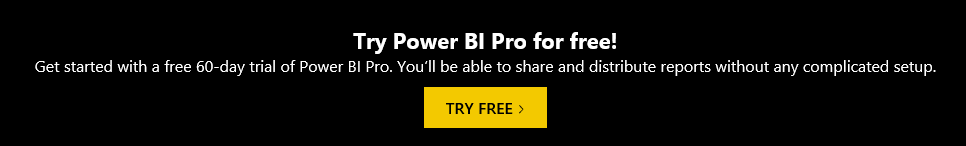 Try Power BI Pro for free!
Get started with a free 60-day trial of Power BI Pro. You’ll be able to share and distribute reports without any complicated setup.
TRY FREE >